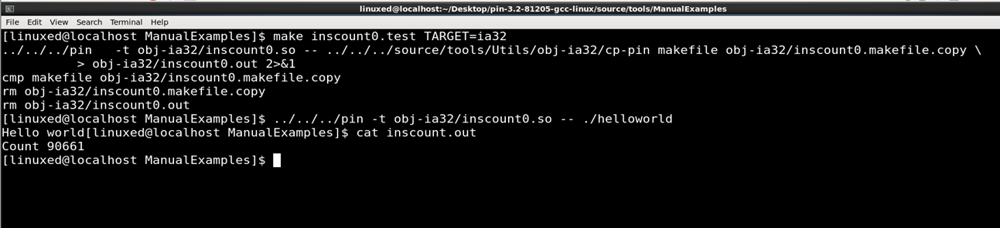 linuxed@localhost:~/Desktop/pin-3.2-81205-gcc-linux/source/tools/ManualExamples
File Edit View Search Terminal Help
[linuxed@localhost ManualExamples]$ make inscount0.test TARGET=ia32
../../../pin   -t obj-ia32/inscount0.so -- ../../../source/tools/Utils/obj-ia32/cp-pin makefile obj-ia32/inscount0.makefile.copy \
          > obj-ia32/inscount0.out 2>&1
cmp makefile obj-ia32/inscount0.makefile.copy
rm obj-ia32/inscount0.makefile.copy
rm obj-ia32/inscount0.out
[linuxed@localhost ManualExamples]$ ../../../pin -t obj-ia32/inscount0.so -- ./helloworld
Hello world[linuxed@localhost ManualExamples]$ cat inscount.out
Count 90661
[linuxed@localhost ManualExamples]$